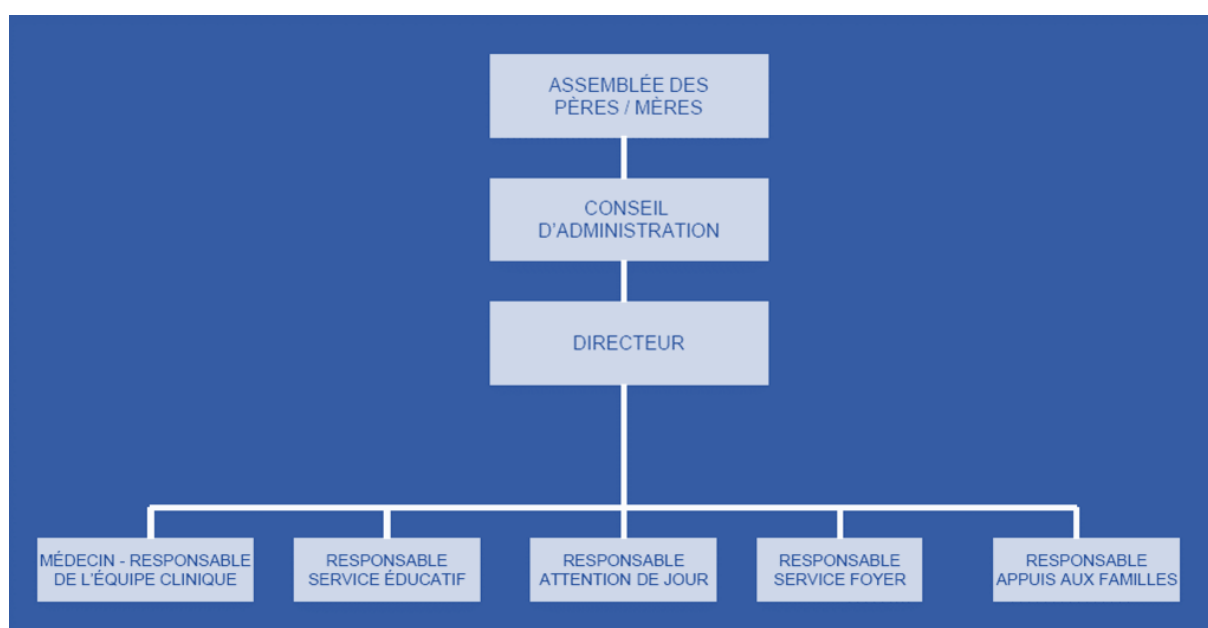 ASSEMBLÉE DES
PÈRES / MÈRES
CONSEIL
D'ADMINISTRATION
DIRECTEUR
MÉDECIN - RESPONSABLE
DE L'ÉQUIPE CLINIQUE
RESPONSABLE
SERVICE ÉDUCATIF
RESPONSABLE
ATTENTION DE JOUR
RESPONSABLE
SERVICE FOYER
RESPONSABLE
APPUIS AUX FAMILLES